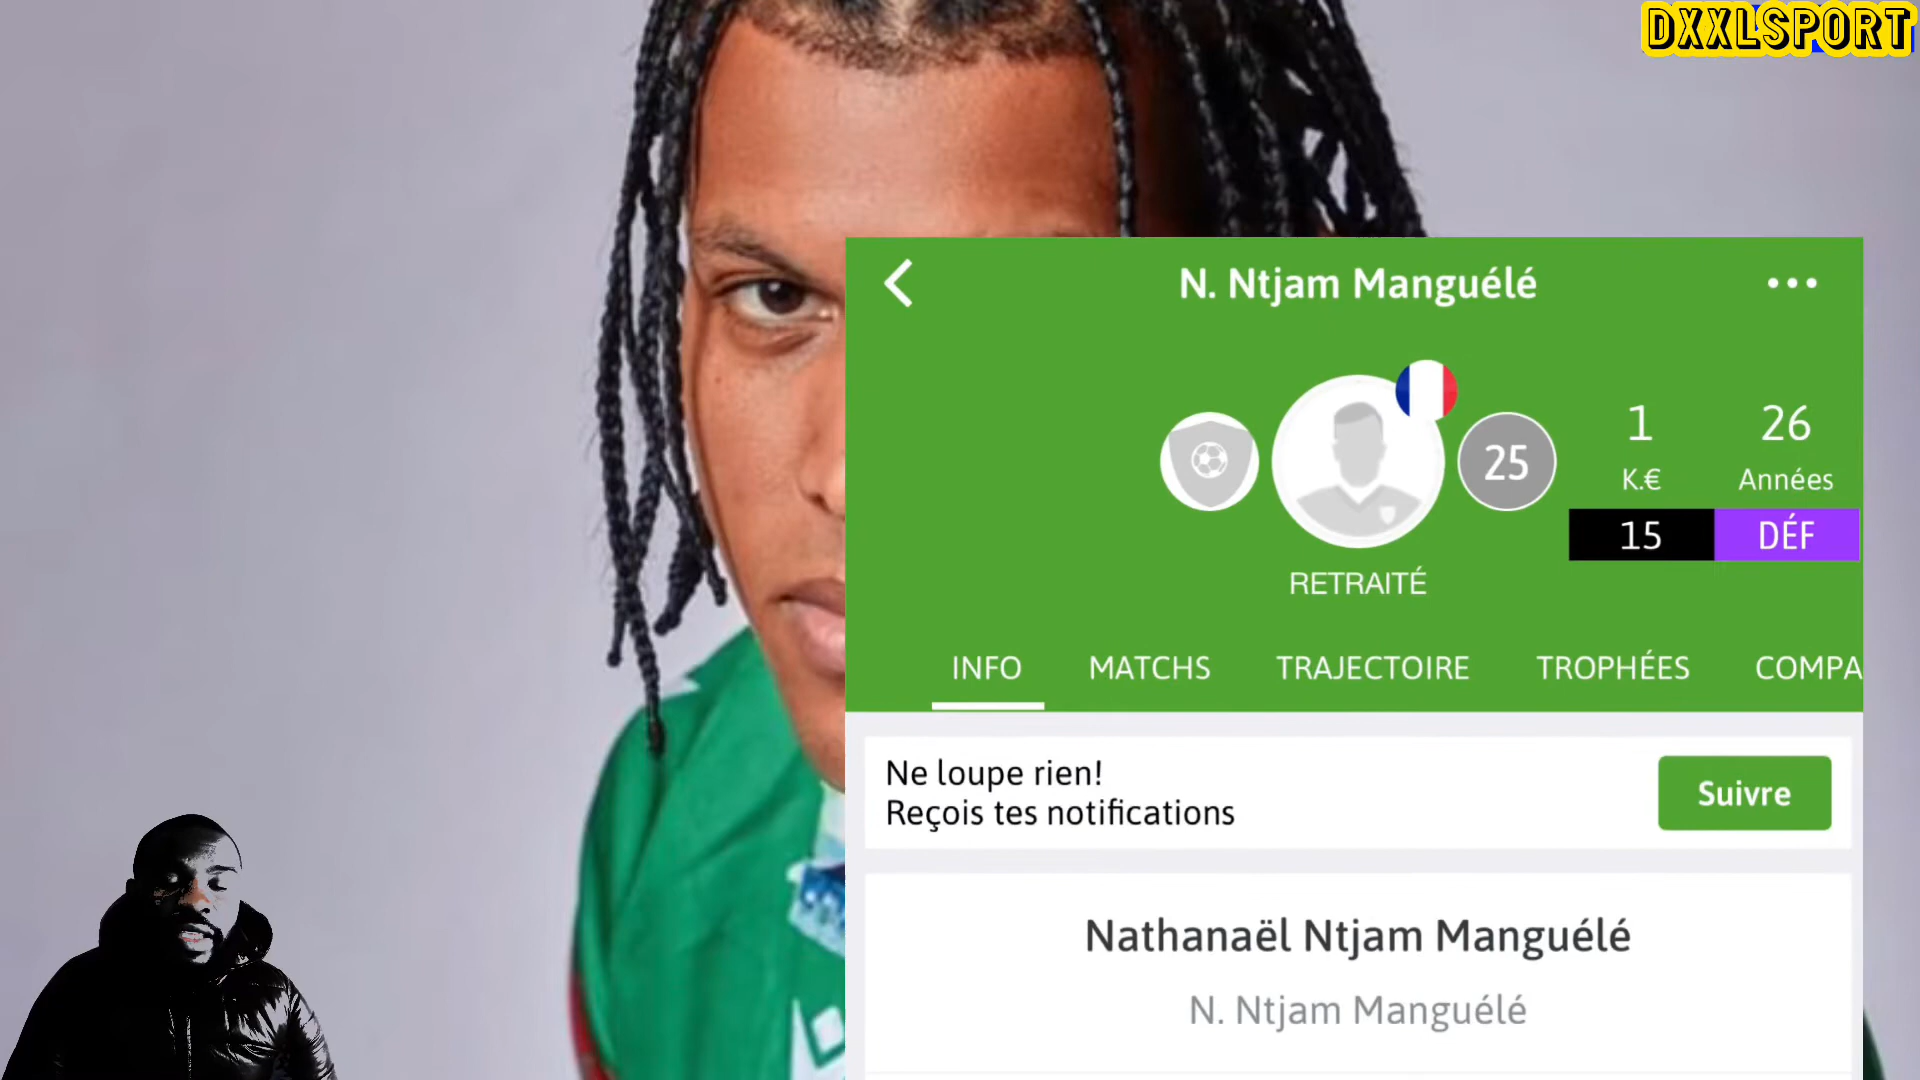 DXXLSPORT
N. Ntjam Manguélé
25
1
K.€
15
26
Années
DÉF
RETRAITÉ
INFO MATCHS TRAJECTOIRE TROPHÉES COMPA
Ne loupe rien!
Reçois tes notifications
Suivre
Nathanaël Ntjam Manguélé
N. Ntjam Manguélé